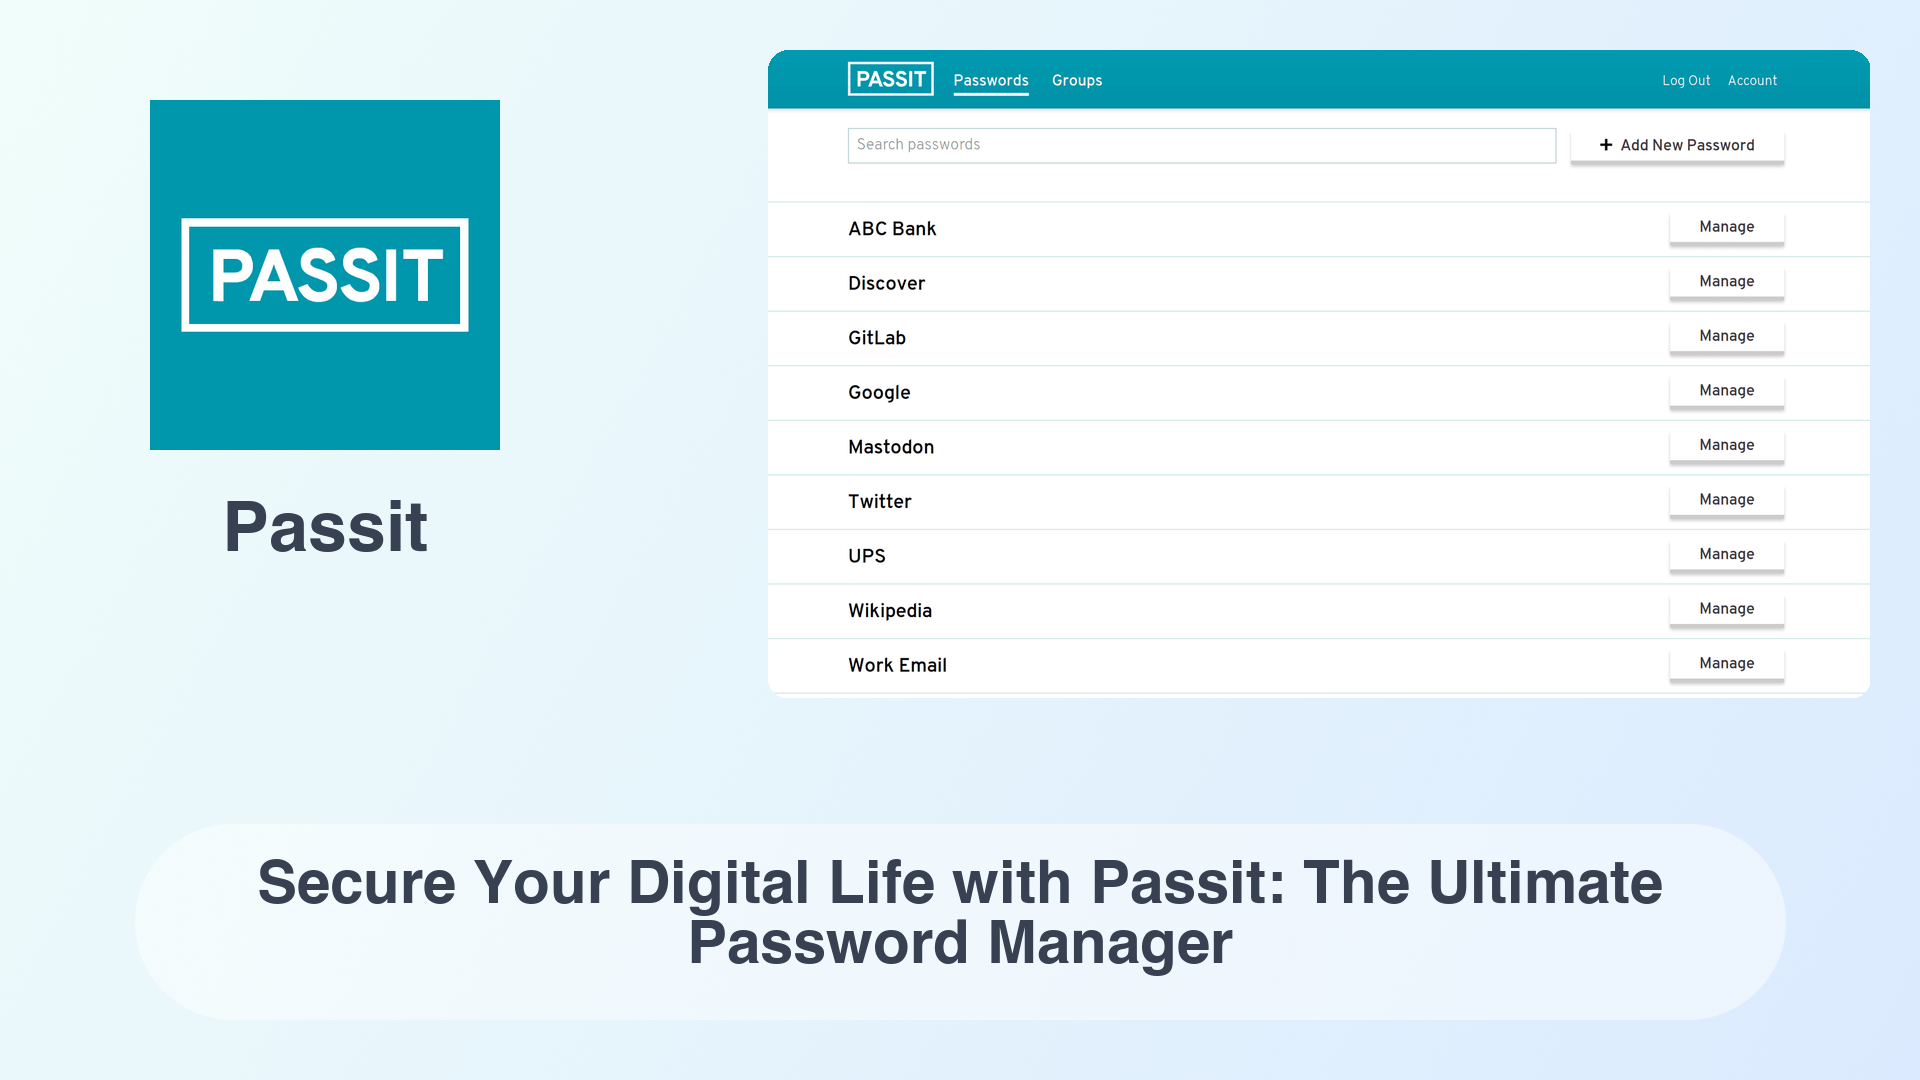 PASSIT
Passit
PASSIT Passwords Groups Log Out Account
Search passwords + Add New Password
ABC Bank Manage
Discover Manage
GitLab Manage
Google Manage
Mastodon Manage
Twitter Manage
UPS Manage
Wikipedia Manage
Work Email Manage
Secure Your Digital Life with Passit: The Ultimate
Password Manager